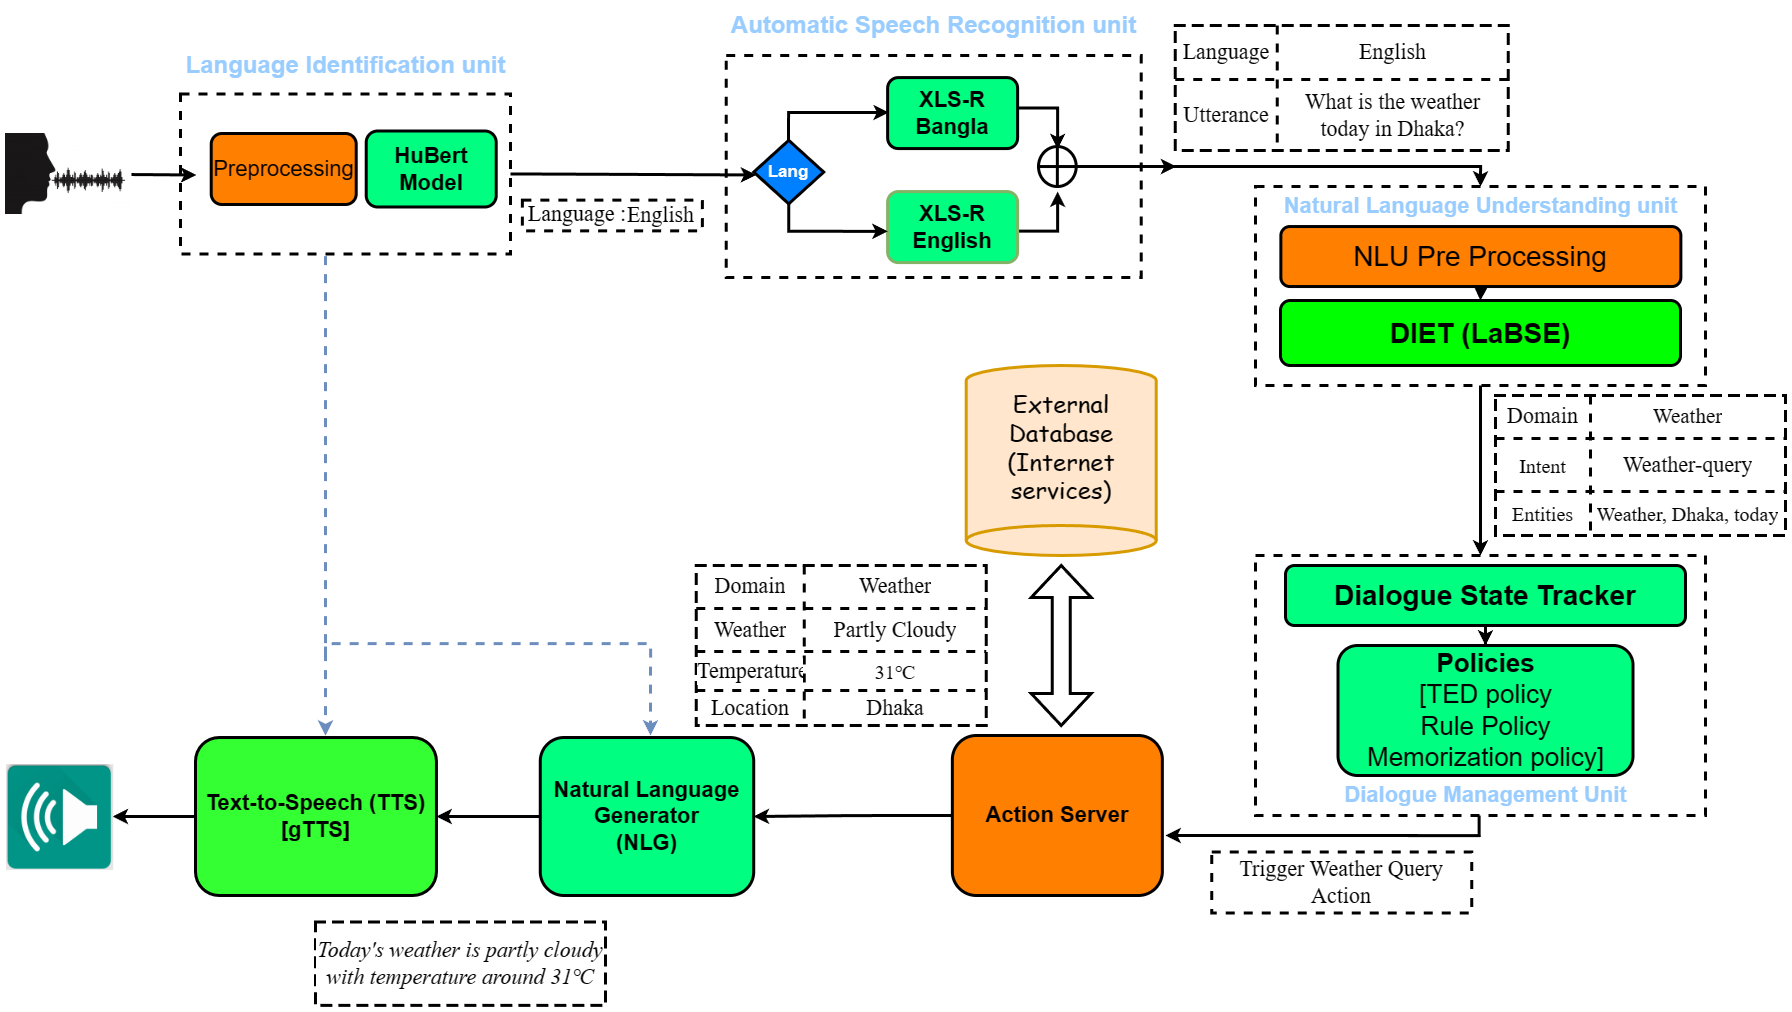 Automatic Speech Recognition unit
Language Identification unit
Preprocessing
HuBert
Model
Language :English
Lang
XLS-R
Bangla
XLS-R
English
Language English
Utterance What is the weather
today in Dhaka?
Natural Language Understanding unit
NLU Pre Processing
DIET (LaBSE)
Domain Weather
Intent Weather-query
Entities Weather, Dhaka, today
External
Database
(Internet
services)
Dialogue State Tracker
Policies
[TED policy
Rule Policy
Memorization policy]
Dialogue Management Unit
Trigger Weather Query
Action
Domain Weather
Weather Partly Cloudy
Temperature 31°C
Location Dhaka
Action Server
Natural Language
Generator
(NLG)
Text-to-Speech (TTS)
[gTTS]
Today's weather is partly cloudy
with temperature around 31°C